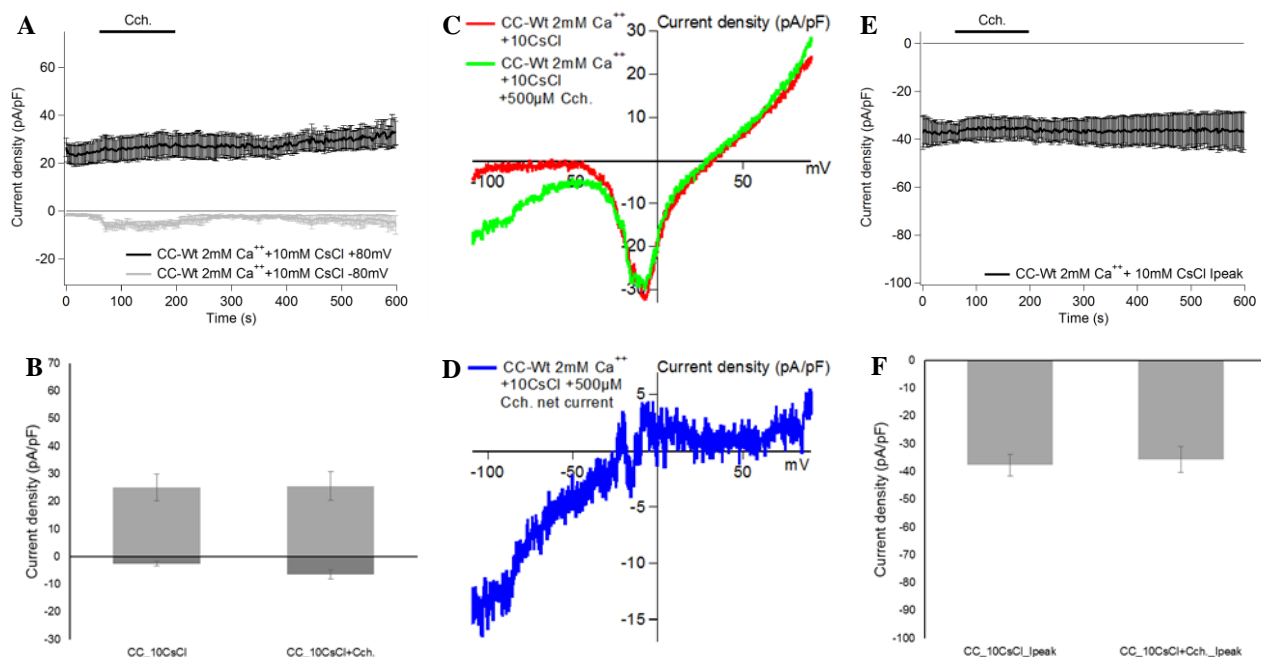 A
Cch.
60
40
20
0
-20
Current density (pA/pF)
CC-Wt 2mM Ca+++10mM CsCl +80mV
CC-Wt 2mM Ca+++10mM CsCl -80mV
0 100 200 300 400 500 600
Time (s)
C
CC-Wt 2mM Ca++
+10CsCl
CC-Wt 2mM Ca++
+10CsCl
+500µM Cch.
Current density (pA/pF)
30
20
10
-10
-20
-30
-100 -50 50
mV
E
Cch.
0
-20
-40
-60
-80
-100
Current density (pA/pF)
CC-Wt 2mM Ca+++ 10mM CsCl Ipeak
0 100 200 300 400 500 600
Time (s)
B
70
60
50
40
30
20
10
0
-10
-20
-30
Current density (pA/pF)
CC_10CsCl CC_10CsCl+Cch.
D
CC-Wt 2mM Ca++
+10CsCl +500µM
Cch. net current
Current density (pA/pF)
5
-5
-10
-15
-100 -50 50
mV
F
0
-10
-20
-30
-40
-50
-60
-70
-80
-90
-100
Current density (pA/pF)
CC_10CsCl_Ipeak CC_10CsCl+Cch._Ipeak